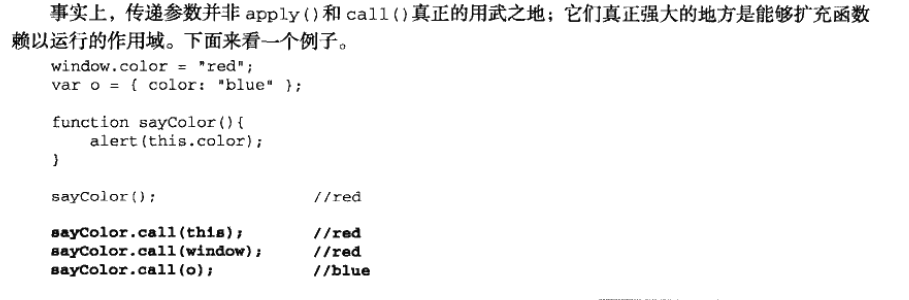 事实上，传递参数并非 apply()和 call()真正的用武之地；它们真正强大的地方是能够扩充函数
赖以运行的作用域。下面来看一个例子。
window.color = "red";
var o = { color: "blue" };
function sayColor(){
    alert(this.color);
}
sayColor();                //red
sayColor.call(this);       //red
sayColor.call(window);     //red
sayColor.call(o);          //blue